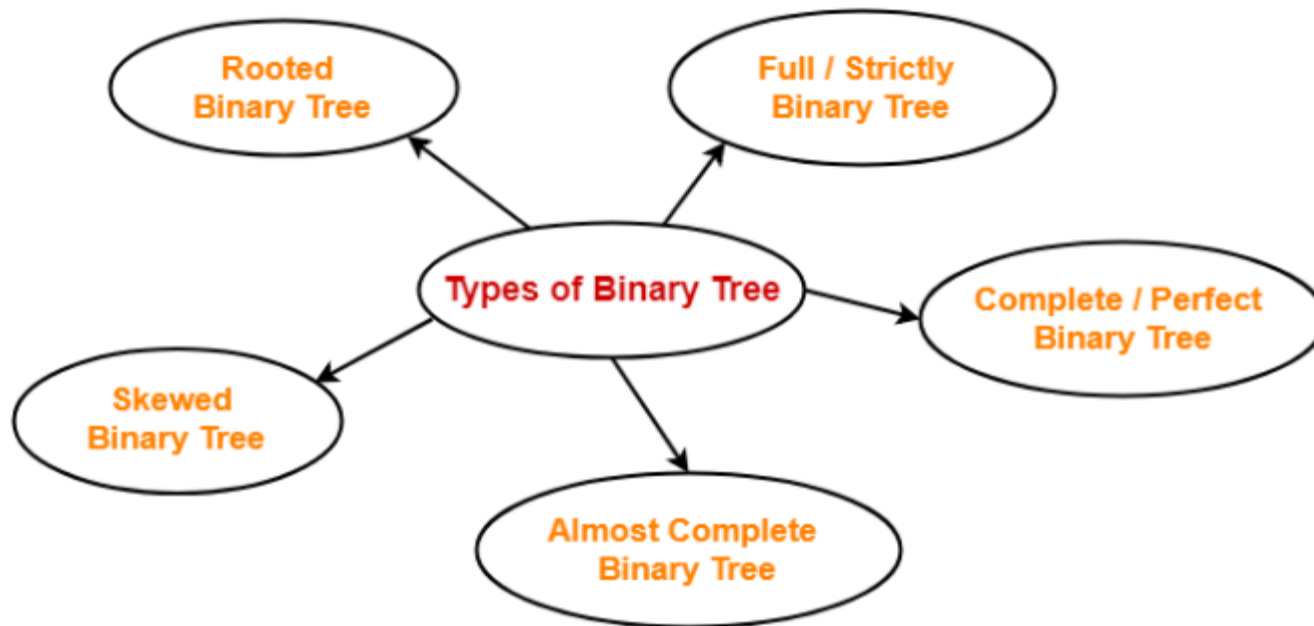 Rooted
Binary Tree
Full / Strictly
Binary Tree
Types of Binary Tree
Complete / Perfect
Binary Tree
Skewed
Binary Tree
Almost Complete
Binary Tree